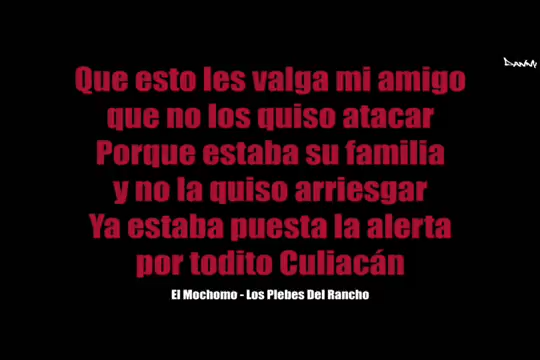 Que esto les valga mi amigo
que no los quiso atacar
Porque estaba su familia
y no la quiso arriesgar
Ya estaba puesta la alerta
por todito Culiacán
El Mochomo - Los Plebes Del Rancho